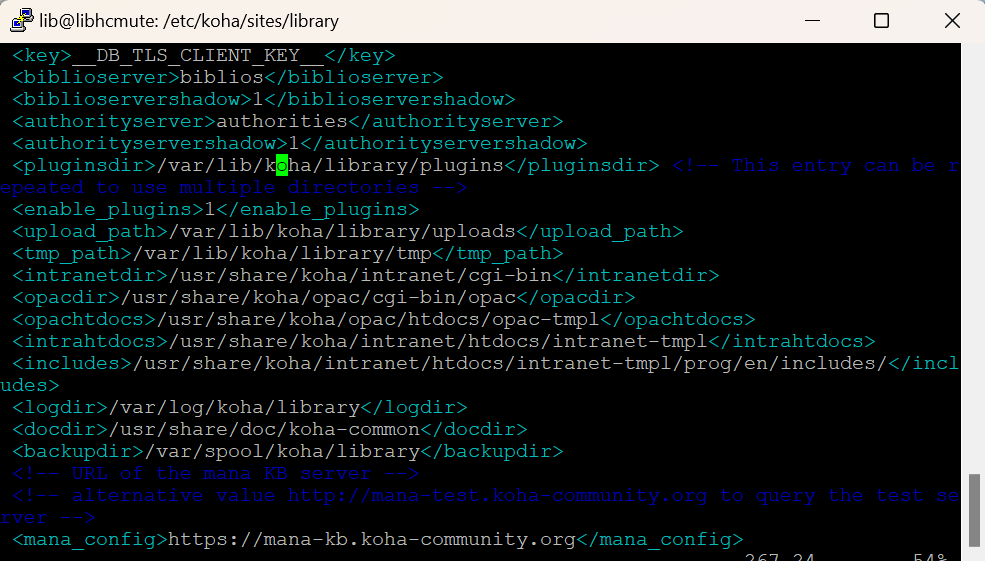 lib@libhcmute: /etc/koha/sites/library
<key>__DB_TLS_CLIENT_KEY__</key>
<biblioserver>biblios</biblioserver>
<biblioservershadow>1</biblioservershadow>
<authorityserver>authorities</authorityserver>
<authorityservershadow>1</authorityservershadow>
<pluginsdir>/var/lib/koha/library/plugins</pluginsdir> <!-- This entry can be r
epeated to use multiple directories -->
<enable_plugins>1</enable_plugins>
<upload_path>/var/lib/koha/library/uploads</upload_path>
<tmp_path>/var/lib/koha/library/tmp</tmp_path>
<intranetdir>/usr/share/koha/intranet/cgi-bin</intranetdir>
<opacdir>/usr/share/koha/opac/cgi-bin/opac</opacdir>
<opachtdocs>/usr/share/koha/opac/htdocs/opac-tmpl</opachtdocs>
<intrahtdocs>/usr/share/koha/intranet/htdocs/intranet-tmpl</intrahtdocs>
<includes>/usr/share/koha/intranet/htdocs/intranet-tmpl/prog/en/includes/</incl
udes>
<logdir>/var/log/koha/library</logdir>
<docdir>/usr/share/doc/koha-common</docdir>
<backupdir>/var/spool/koha/library</backupdir>
<!-- URL of the mana KB server -->
<!-- alternative value http://mana-test.koha-community.org to query the test se
rver -->
<mana_config>https://mana-kb.koha-community.org</mana_config>
267,24 54%